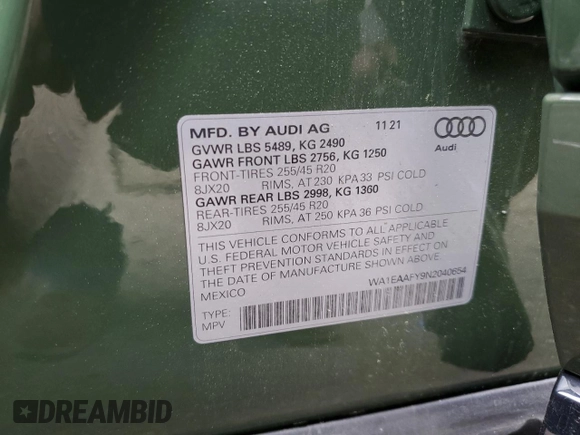 MFD. BY AUDI AG 11 21
GVWR LBS 5489, KG 2490
GAWR FRONT LBS 2756, KG 1250
FRONT-TIRES 255/45 R20
8JX20 RIMS, AT 230 KPA 33 PSI COLD
GAWR REAR LBS 2998, KG 1360
REAR-TIRES 255/45 R20
8JX20 RIMS, AT 250 KPA 36 PSI COLD
Audi
THIS VEHICLE CONFORMS TO ALL APPLICABLE
U.S. FEDERAL MOTOR VEHICLE SAFETY AND
THEFT PREVENTION STANDARDS IN EFFECT ON
THE DATE OF MANUFACTURE SHOWN ABOVE.
MEXICO
WA1EAAFY9N2040654
TYPE:
MPV
DREAMBID